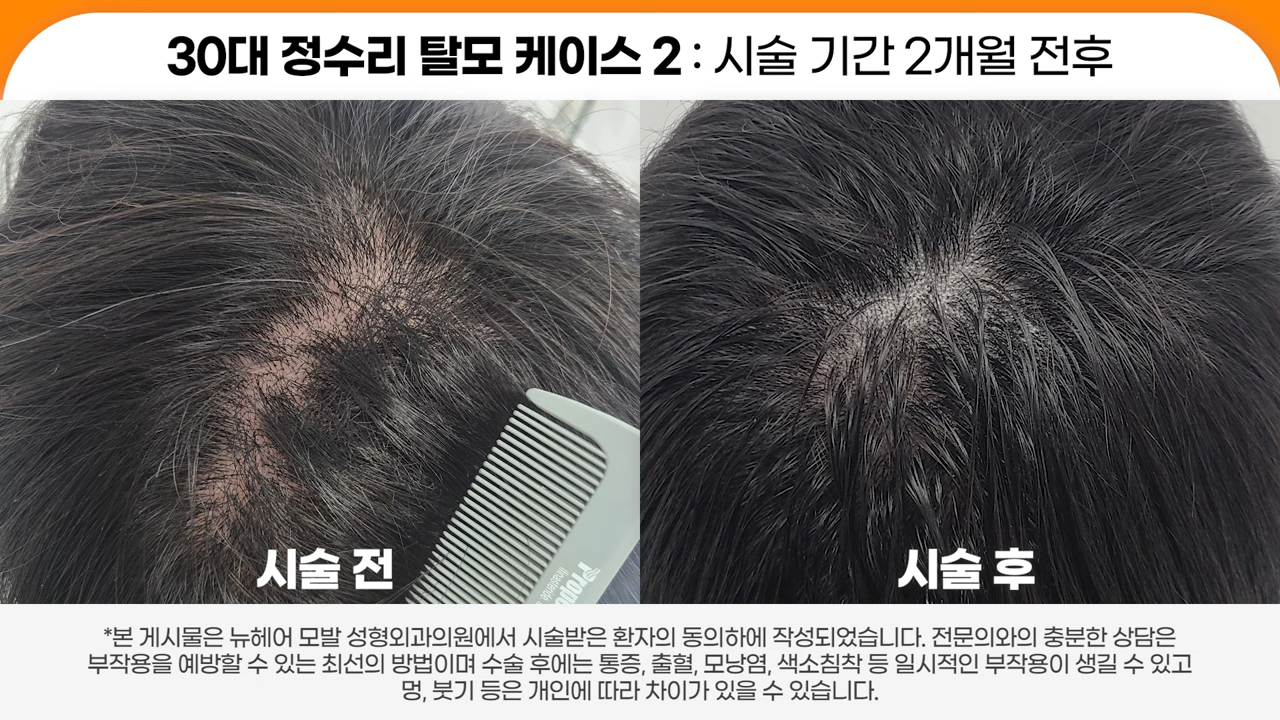 30대 정수리 탈모 케이스 2 : 시술 기간 2개월 전후
시술 전
시술 후
*본 게시물은 뉴헤어 모발 성형외과의원에서 시술받은 환자의 동의하에 작성되었습니다. 전문의와의 충분한 상담은
부작용을 예방할 수 있는 최선의 방법이며 수술 후에는 통증, 출혈, 모낭염, 색소침착 등 일시적인 부작용이 생길 수 있고
멍, 붓기 등은 개인에 따라 차이가 있을 수 있습니다.